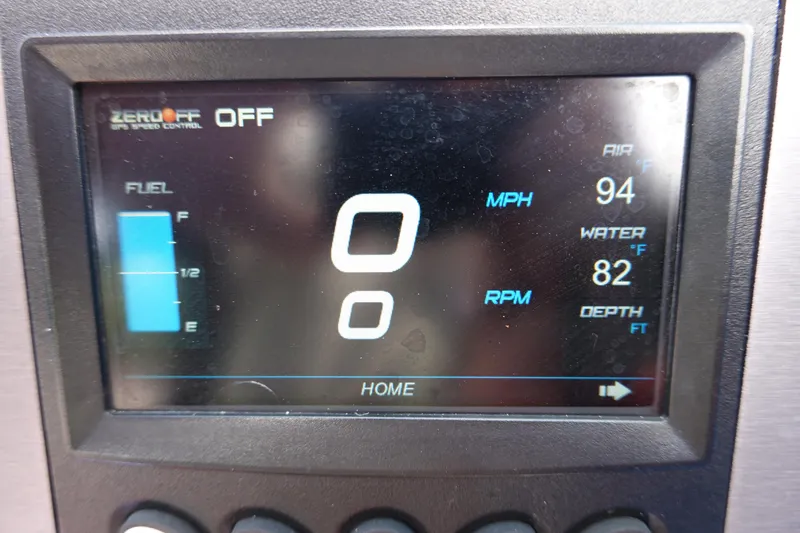 ZEROOFF OFF
GPS SPEED CONTROL
FUEL
F
1/2
E
0
MPH
0
RPM
AIR
°F
94
WATER
°F
82
DEPTH
FT
HOME